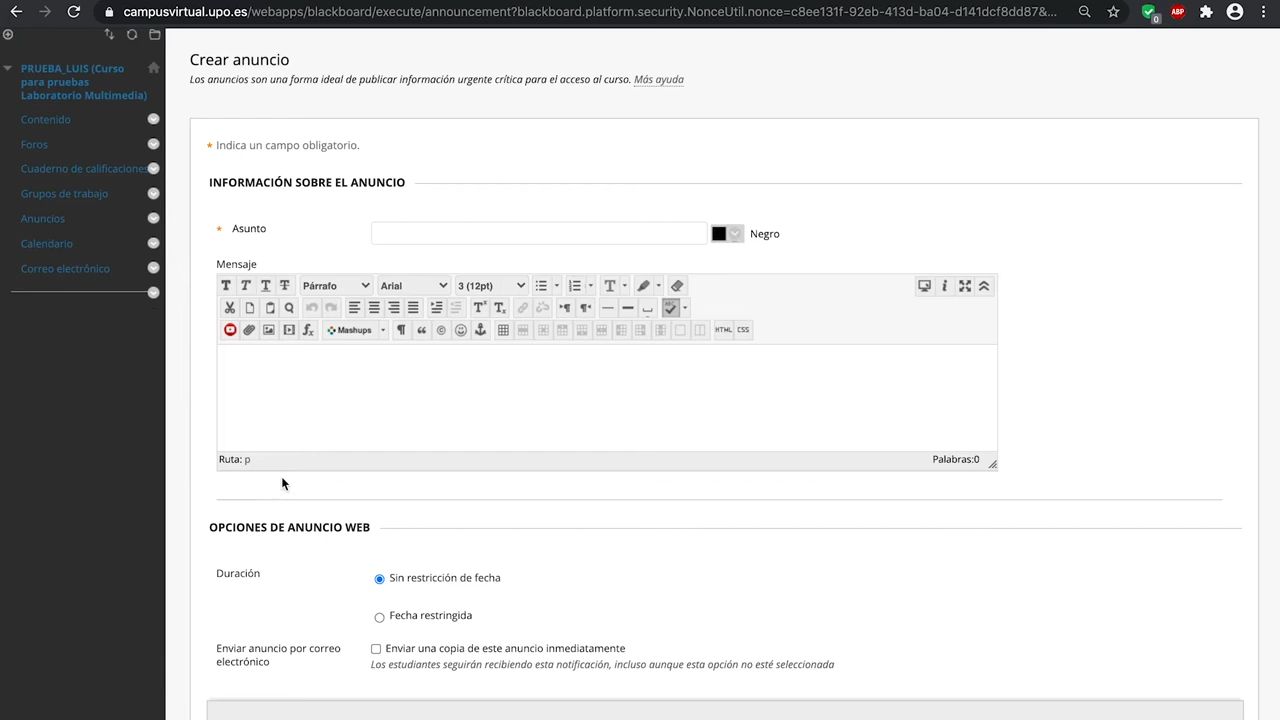 campusvirtual.upo.es/webapps/blackboard/execute/announcement?blackboard.platform.security.NonceUtil.nonce=c8ee131f-92eb-413d-ba04-d141dcf8dd87&...
0
ABP
PRUEBA_LUIS (Curso
para pruebas
Laboratorio Multimedia)
Contenido
Foros
Cuaderno de calificaciones
Grupos de trabajo
Anuncios
Calendario
Correo electrónico
Crear anuncio
Los anuncios son una forma ideal de publicar información urgente crítica para el acceso al curso. Más ayuda
* Indica un campo obligatorio.
INFORMACIÓN SOBRE EL ANUNCIO
* Asunto
Negro
Mensaje
T T T T Párrafo Arial 3 (12pt) T
Mashups HTML CSS
Ruta: p
Palabras:0
OPCIONES DE ANUNCIO WEB
Duración
Sin restricción de fecha
Fecha restringida
Enviar anuncio por correo
electrónico
Enviar una copia de este anuncio inmediatamente
Los estudiantes seguirán recibiendo esta notificación, incluso aunque esta opción no esté seleccionada